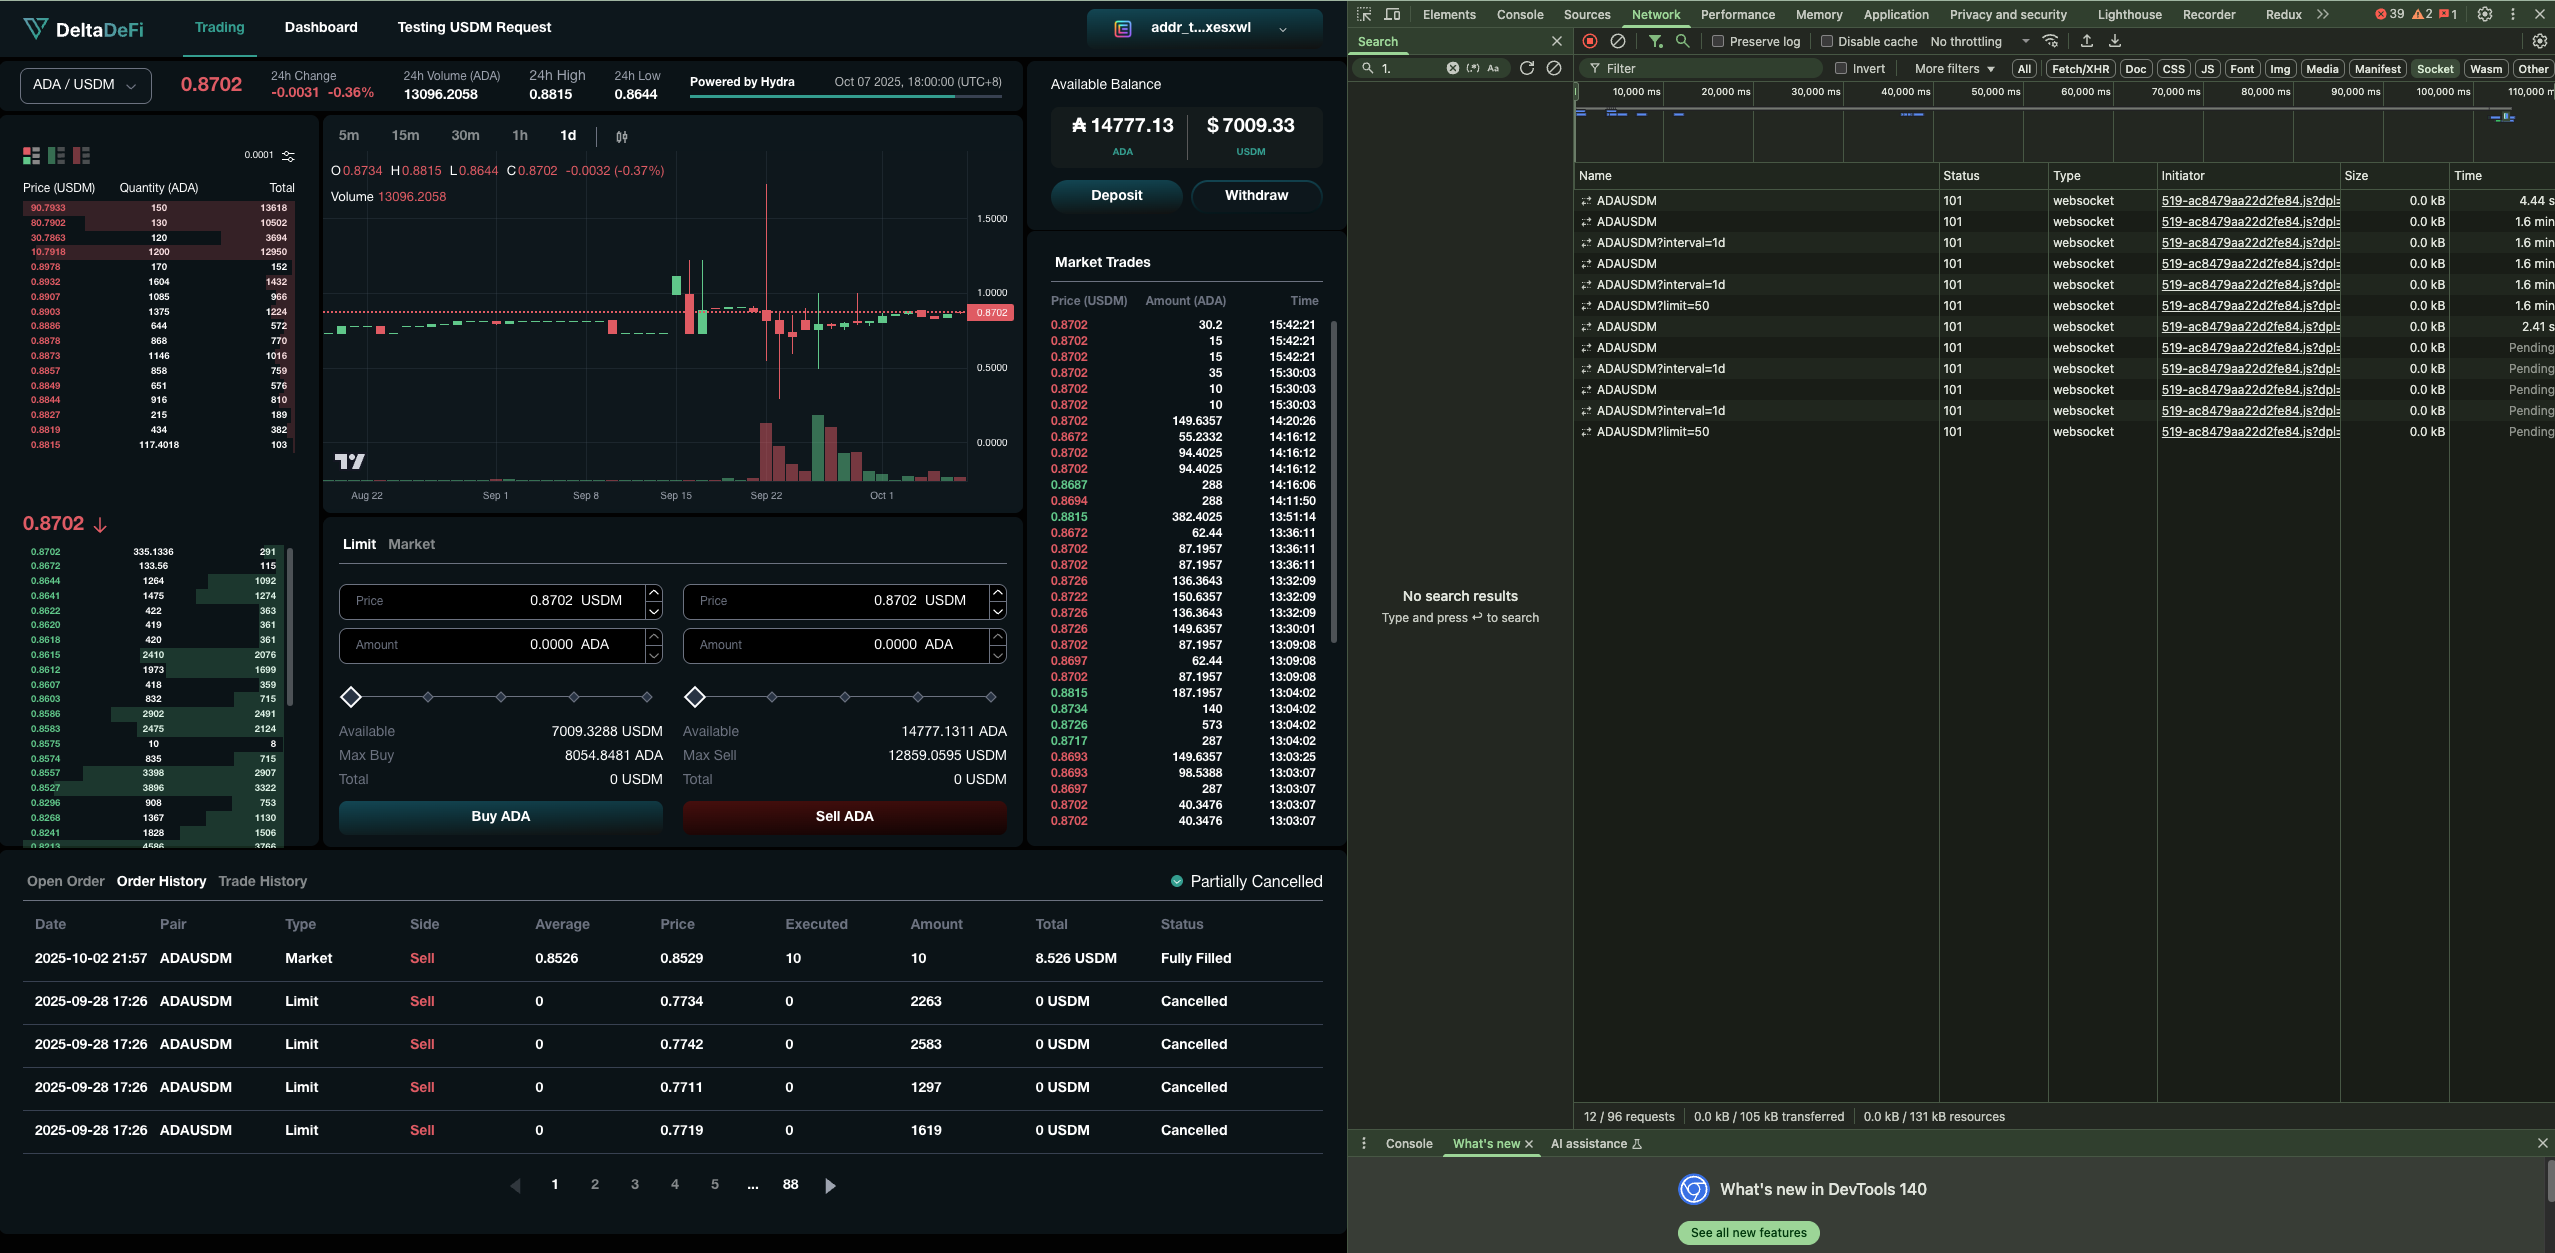 DeltaDeFi
Trading Dashboard Testing USDM Request
addr_t...xesxwl
ADA / USDM
0.8702
24h Change
-0.0031 -0.36%
24h Volume (ADA)
13096.2058
24h High
0.8815
24h Low
0.8644
Powered by Hydra Oct 07 2025, 18:00:00 (UTC+8)
0.0001
Price (USDM) Quantity (ADA) Total
90.7933 150 13618
80.7902 130 10502
30.7863 120 3694
10.7918 1200 12950
0.8978 170 152
0.8932 1604 1432
0.8907 1085 966
0.8903 1375 1224
0.8886 644 572
0.8878 868 770
0.8873 1146 1016
0.8857 858 759
0.8849 651 576
0.8844 916 810
0.8827 215 189
0.8819 434 382
0.8815 117.4018 103
0.8702
0.8702 335.1336 291
0.8672 133.56 115
0.8644 1264 1092
0.8641 1475 1274
0.8622 422 363
0.8620 419 361
0.8618 420 361
0.8615 2410 2076
0.8612 1973 1699
0.8607 418 359
0.8603 832 715
0.8586 2902 2491
0.8583 2475 2124
0.8575 10 8
0.8574 835 715
0.8557 3398 2907
0.8527 3896 3322
0.8296 908 753
0.8268 1367 1130
0.8241 1828 1506
0.8213 4586 3766
5m 15m 30m 1h 1d
O 0.8734 H 0.8815 L 0.8644 C 0.8702 -0.0032 (-0.37%)
Volume 13096.2058
1.5000
1.0000
0.8702
0.5000
0.0000
Aug 22 Sep 1 Sep 8 Sep 15 Sep 22 Oct 1
Limit Market
Price 0.8702 USDM
Amount 0.0000 ADA
Available 7009.3288 USDM
Max Buy 8054.8481 ADA
Total 0 USDM
Buy ADA
Price 0.8702 USDM
Amount 0.0000 ADA
Available 14777.1311 ADA
Max Sell 12859.0595 USDM
Total 0 USDM
Sell ADA
Available Balance
₳ 14777.13 $ 7009.33
ADA USDM
Deposit Withdraw
Market Trades
Price (USDM) Amount (ADA) Time
0.8702 30.2 15:42:21
0.8702 15 15:42:21
0.8702 15 15:42:21
0.8702 35 15:30:03
0.8702 10 15:30:03
0.8702 10 15:30:03
0.8702 149.6357 14:20:26
0.8672 55.2332 14:16:12
0.8702 94.4025 14:16:12
0.8702 94.4025 14:16:12
0.8687 288 14:16:06
0.8694 288 14:11:50
0.8815 382.4025 13:51:14
0.8672 62.44 13:36:11
0.8702 87.1957 13:36:11
0.8702 87.1957 13:36:11
0.8726 136.3643 13:32:09
0.8722 150.6357 13:32:09
0.8726 136.3643 13:32:09
0.8726 149.6357 13:30:01
0.8702 87.1957 13:09:08
0.8697 62.44 13:09:08
0.8702 87.1957 13:09:08
0.8815 187.1957 13:04:02
0.8734 140 13:04:02
0.8726 573 13:04:02
0.8717 287 13:04:02
0.8693 149.6357 13:03:25
0.8693 98.5388 13:03:07
0.8697 287 13:03:07
0.8702 40.3476 13:03:07
0.8702 40.3476 13:03:07
Open Order Order History Trade History
Partially Cancelled
Date Pair Type Side Average Price Executed Amount Total Status
2025-10-02 21:57 ADAUSDM Market Sell 0.8526 0.8529 10 10 8.526 USDM Fully Filled
2025-09-28 17:26 ADAUSDM Limit Sell 0 0.7734 0 2263 0 USDM Cancelled
2025-09-28 17:26 ADAUSDM Limit Sell 0 0.7742 0 2583 0 USDM Cancelled
2025-09-28 17:26 ADAUSDM Limit Sell 0 0.7711 0 1297 0 USDM Cancelled
2025-09-28 17:26 ADAUSDM Limit Sell 0 0.7719 0 1619 0 USDM Cancelled
1 2 3 4 5 ... 88
Elements Console Sources Network Performance Memory Application Privacy and security Lighthouse Recorder Redux 39 2 1
Search
1. (.*) Aa
No search results
Type and press ↩ to search
Preserve log Disable cache No throttling
Filter Invert More filters All Fetch/XHR Doc CSS JS Font Img Media Manifest Socket Wasm Other
10,000 ms 20,000 ms 30,000 ms 40,000 ms 50,000 ms 60,000 ms 70,000 ms 80,000 ms 90,000 ms 100,000 ms 110,000 m
Name Status Type Initiator Size Time
ADAUSDM 101 websocket 519-ac8479aa22d2fe84.js?dpl= 0.0 kB 4.44 s
ADAUSDM 101 websocket 519-ac8479aa22d2fe84.js?dpl= 0.0 kB 1.6 min
ADAUSDM?interval=1d 101 websocket 519-ac8479aa22d2fe84.js?dpl= 0.0 kB 1.6 min
ADAUSDM 101 websocket 519-ac8479aa22d2fe84.js?dpl= 0.0 kB 1.6 min
ADAUSDM?interval=1d 101 websocket 519-ac8479aa22d2fe84.js?dpl= 0.0 kB 1.6 min
ADAUSDM?limit=50 101 websocket 519-ac8479aa22d2fe84.js?dpl= 0.0 kB 1.6 min
ADAUSDM 101 websocket 519-ac8479aa22d2fe84.js?dpl= 0.0 kB 2.41 s
ADAUSDM 101 websocket 519-ac8479aa22d2fe84.js?dpl= 0.0 kB Pending
ADAUSDM?interval=1d 101 websocket 519-ac8479aa22d2fe84.js?dpl= 0.0 kB Pending
ADAUSDM 101 websocket 519-ac8479aa22d2fe84.js?dpl= 0.0 kB Pending
ADAUSDM?interval=1d 101 websocket 519-ac8479aa22d2fe84.js?dpl= 0.0 kB Pending
ADAUSDM?limit=50 101 websocket 519-ac8479aa22d2fe84.js?dpl= 0.0 kB Pending
12 / 96 requests 0.0 kB / 105 kB transferred 0.0 kB / 131 kB resources
Console What's new AI assistance
What's new in DevTools 140
See all new features